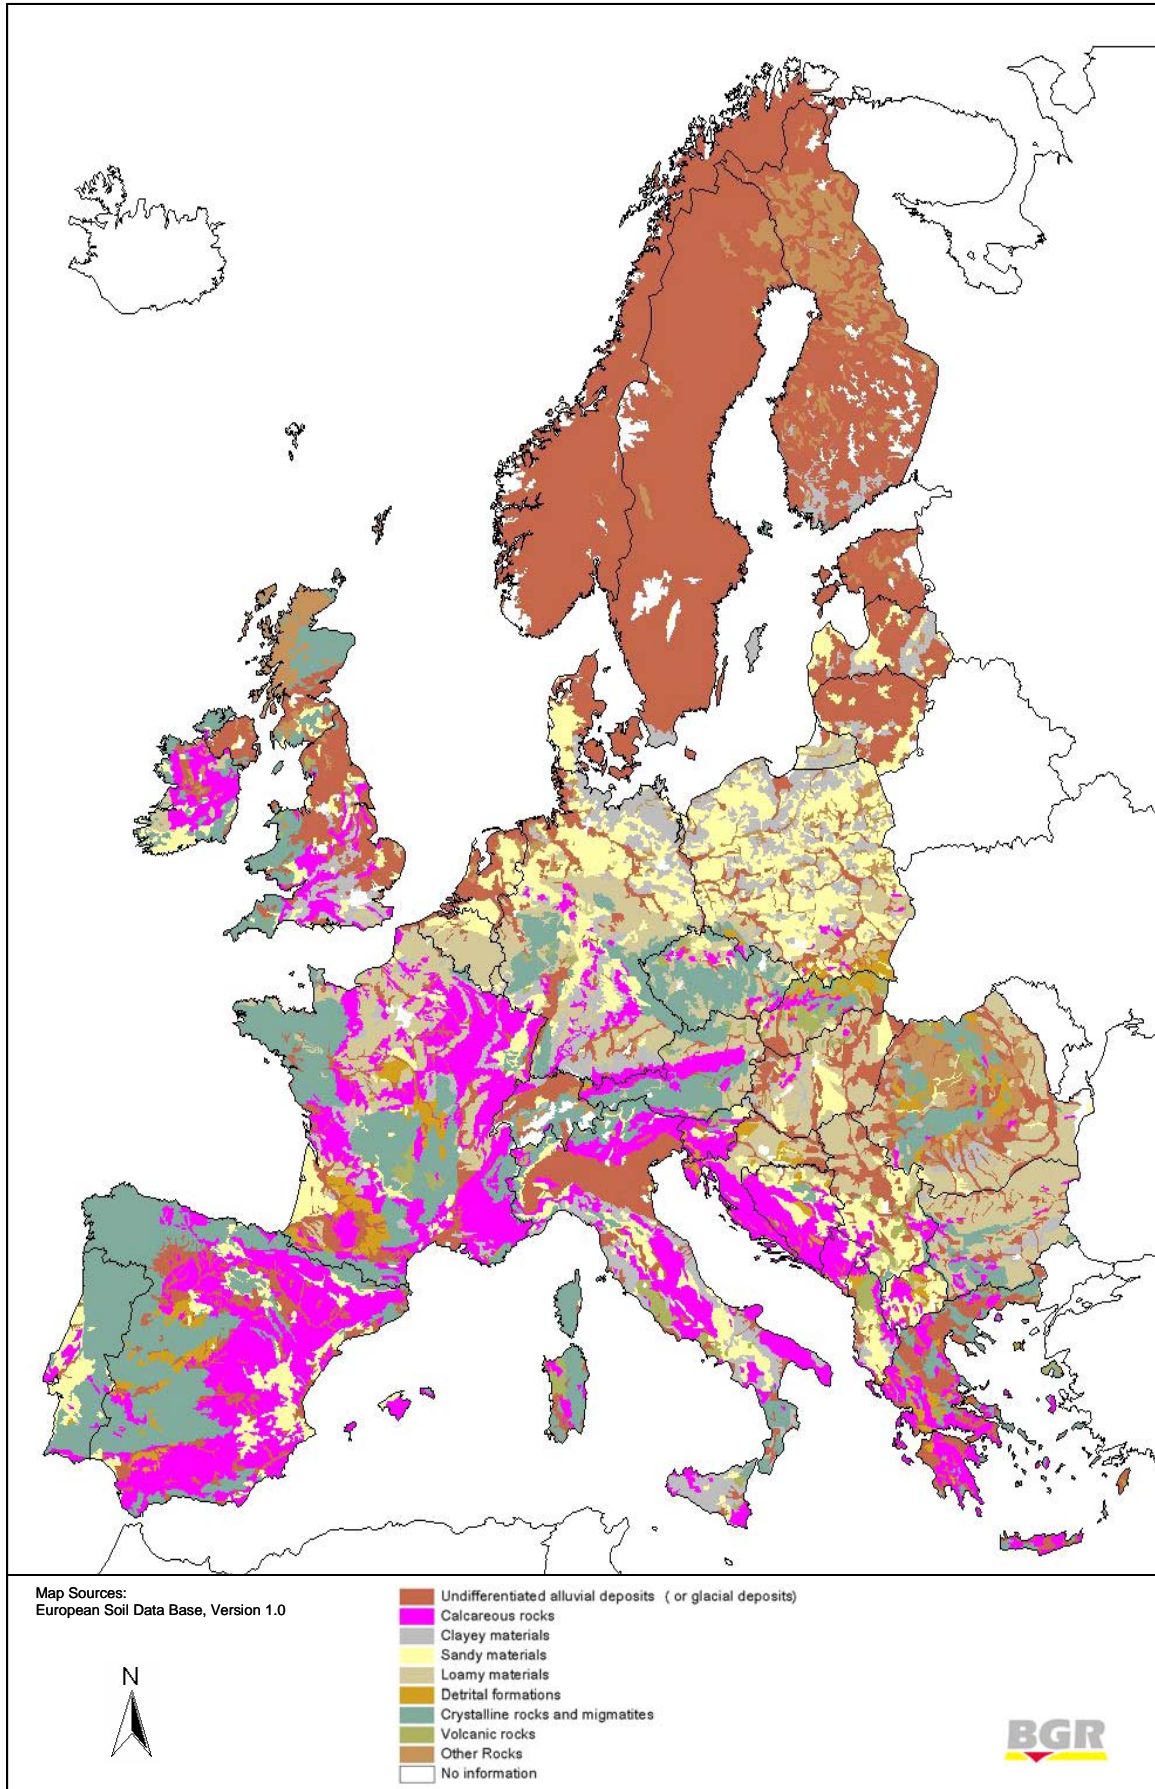 Map Sources:
European Soil Data Base, Version 1.0
N
Undifferentiated alluvial deposits ( or glacial deposits)
Calcareous rocks
Clayey materials
Sandy materials
Loamy materials
Detrital formations
Crystalline rocks and migmatites
Volcanic rocks
Other Rocks
No information
BGR